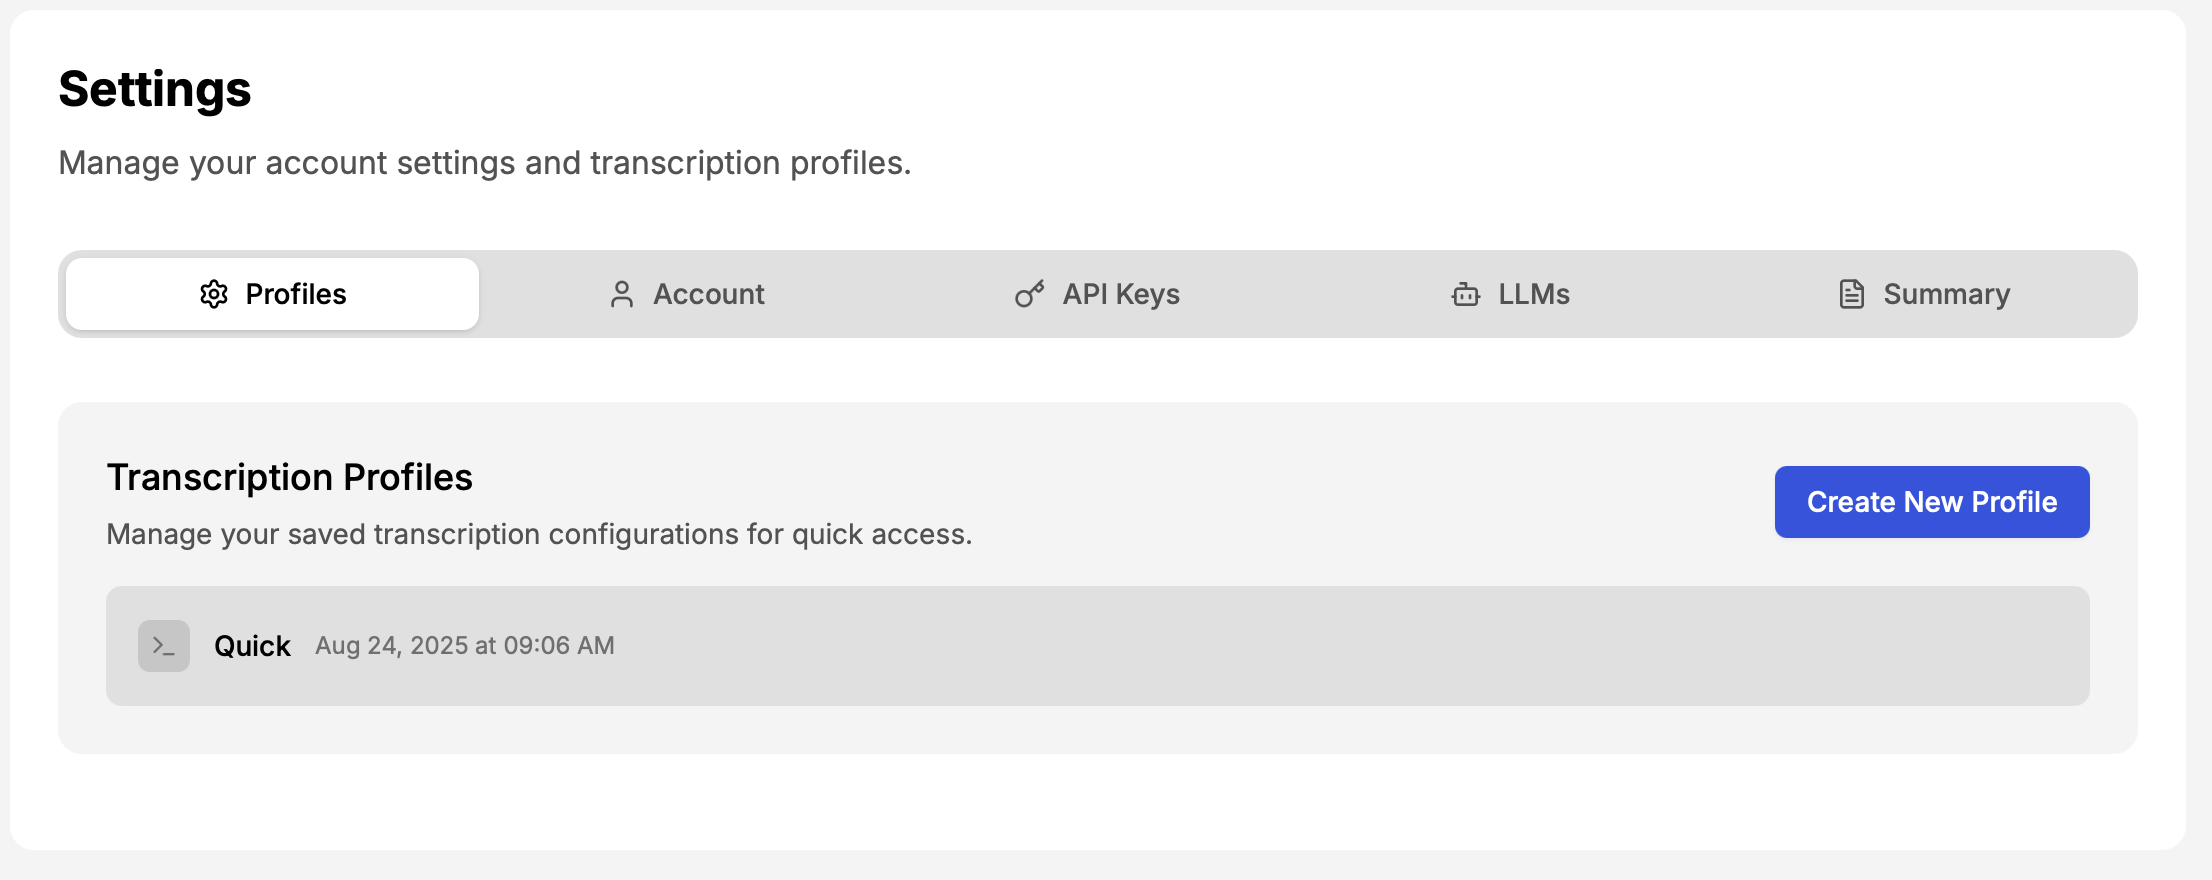 Settings
Manage your account settings and transcription profiles.
Profiles
Account
API Keys
LLMs
Summary
Transcription Profiles
Manage your saved transcription configurations for quick access.
Create New Profile
Quick Aug 24, 2025 at 09:06 AM